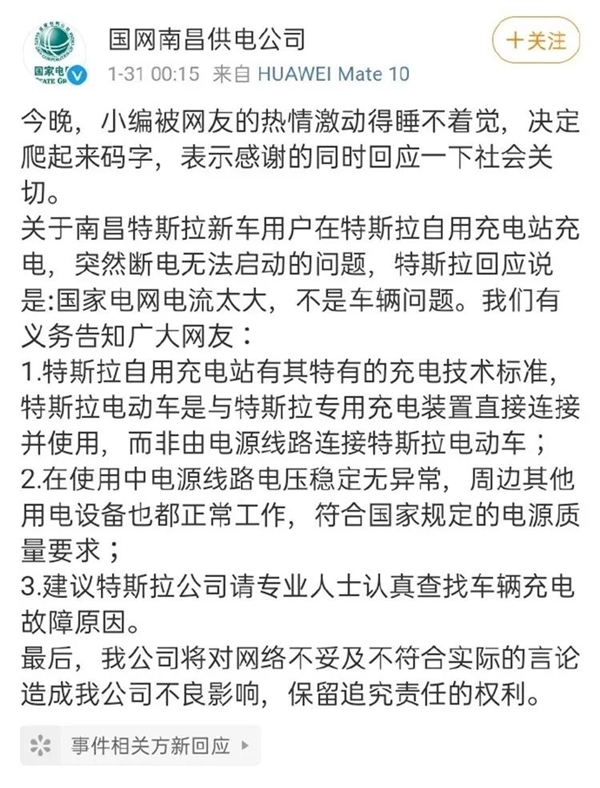 国网南昌供电公司
+关注
国家电
1-31 00:15 来自 HUAWEI Mate 10
今晚，小编被网友的热情激动得睡不着觉，决定
爬起来码字，表示感谢的同时回应一下社会关
切。
关于南昌特斯拉新车用户在特斯拉自用充电站充
电，突然断电无法启动的问题，特斯拉回应说
是:国家电网电流太大，不是车辆问题。我们有
义务告知广大网友：
1.特斯拉自用充电站有其特有的充电技术标准，
特斯拉电动车是与特斯拉专用充电装置直接连接
并使用，而非由电源线路连接特斯拉电动车；
2.在使用中电源线路电压稳定无异常，周边其他
用电设备也都正常工作，符合国家规定的电源质
量要求；
3.建议特斯拉公司请专业人士认真查找车辆充电
故障原因。
最后，我公司将对网络不妥及不符合实际的言论
造成我公司不良影响，保留追究责任的权利。
事件相关方新回应